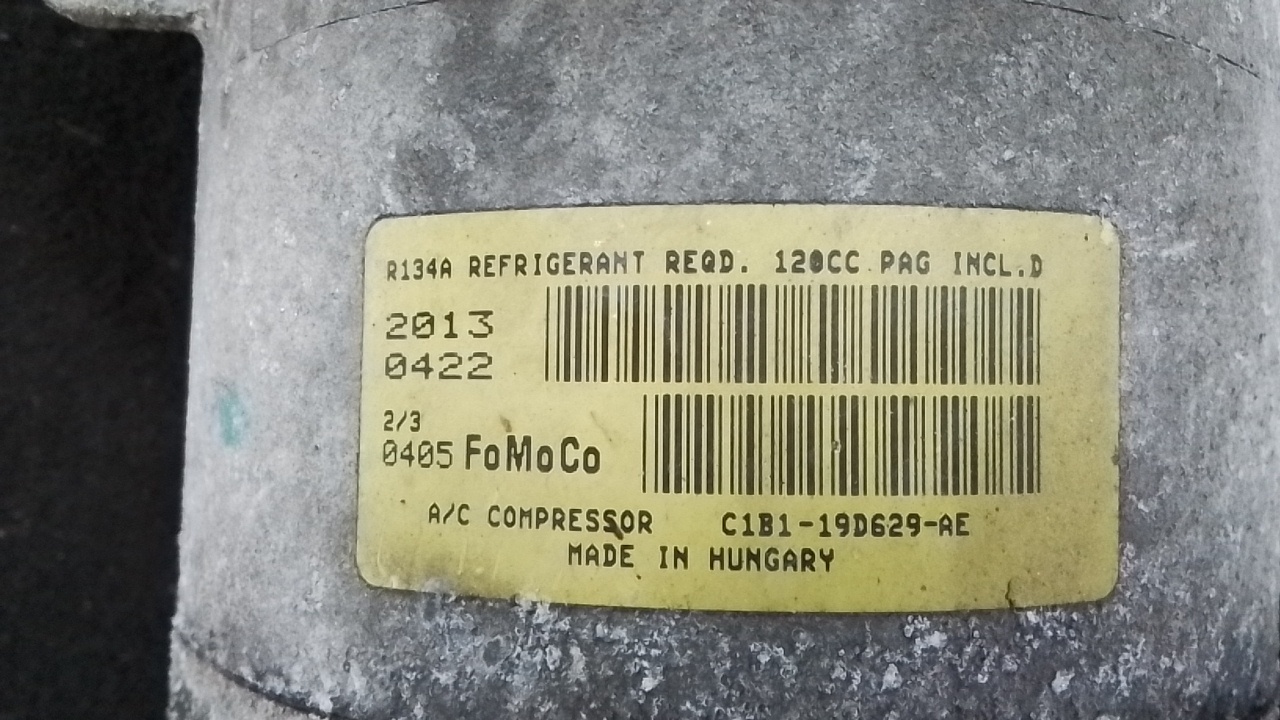 R134A REFRIGERANT REQD. 120CC PAG INCL.D
2013
0422
2/3
0405 FoMoCo
A/C COMPRESSOR C1B1-19D629-AE
MADE IN HUNGARY